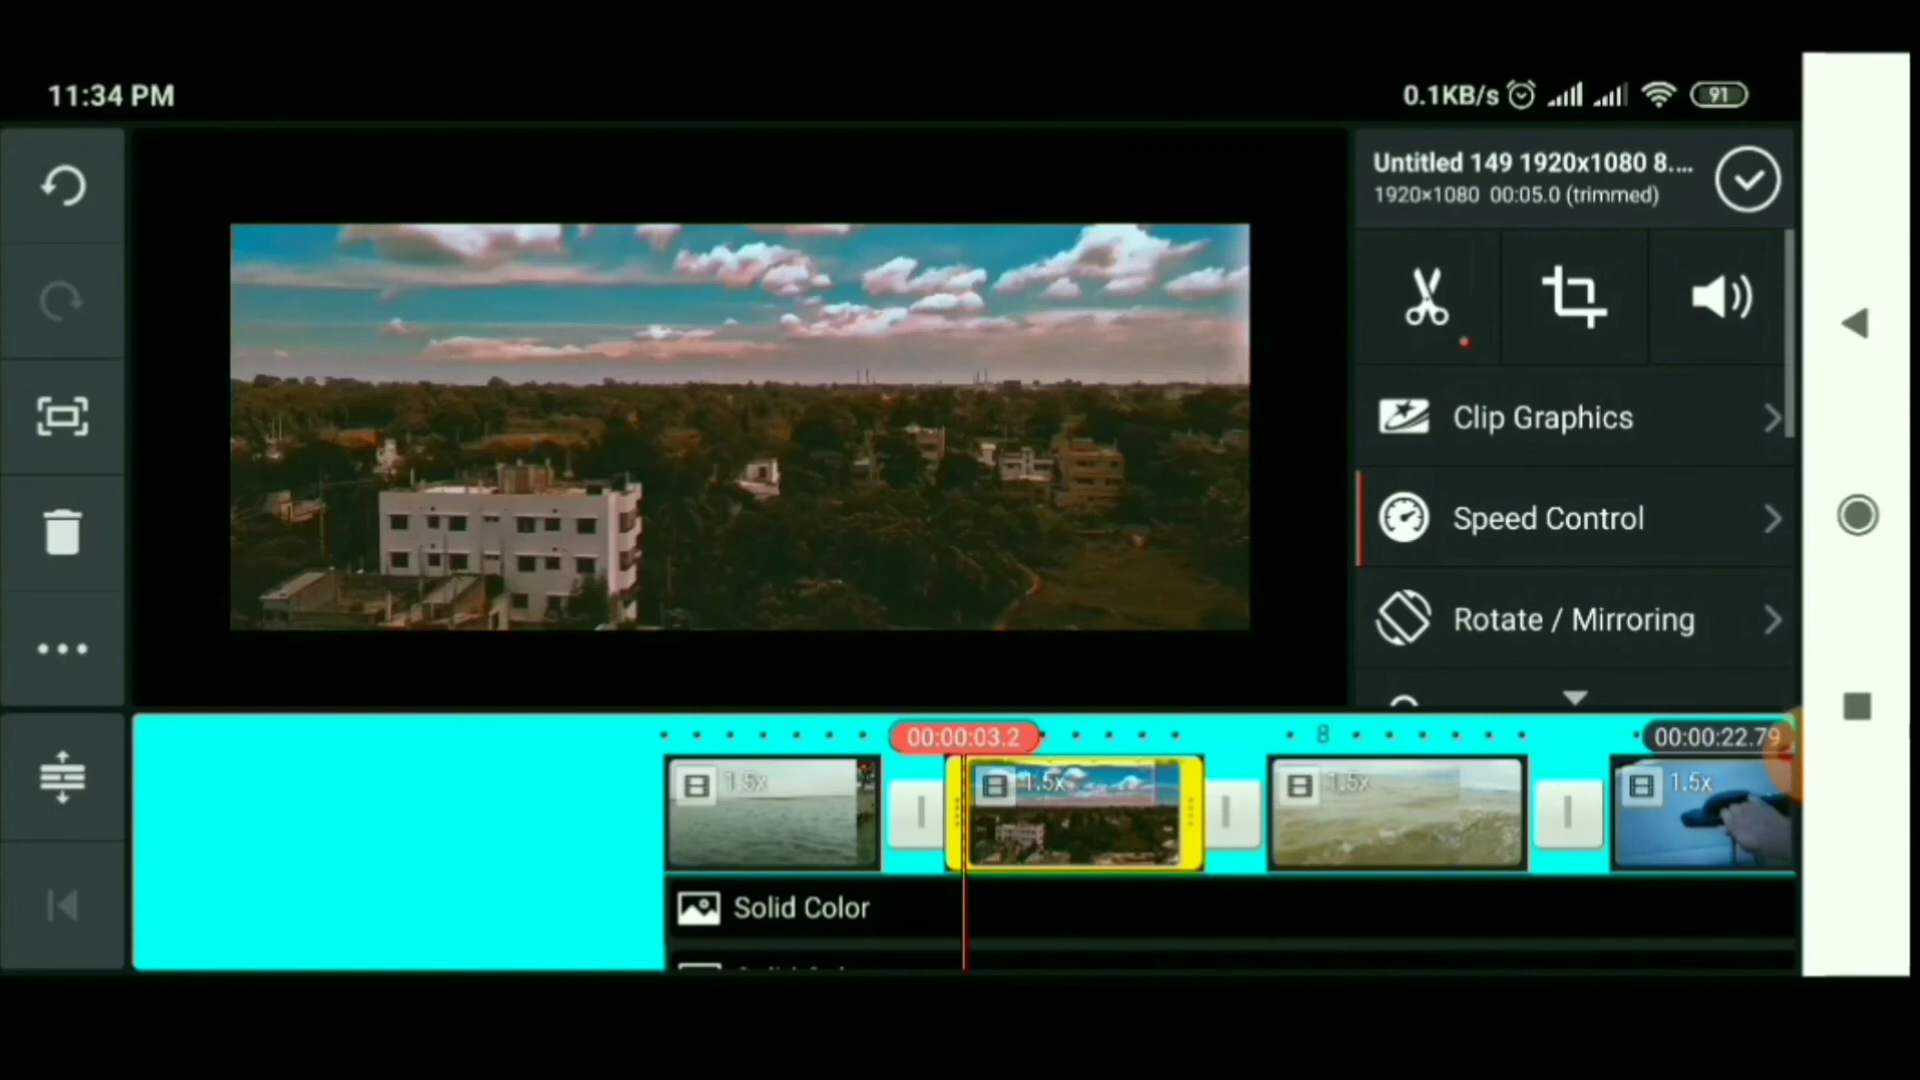 11:34 PM
0.1KB/s
91
Untitled 149 1920x1080 8....
1920×1080 00:05.0 (trimmed)
Clip Graphics
Speed Control
Rotate / Mirroring
00:00:03.2
8
00:00:22.79
1.5x
1.5x
1.5x
1.5x
Solid Color